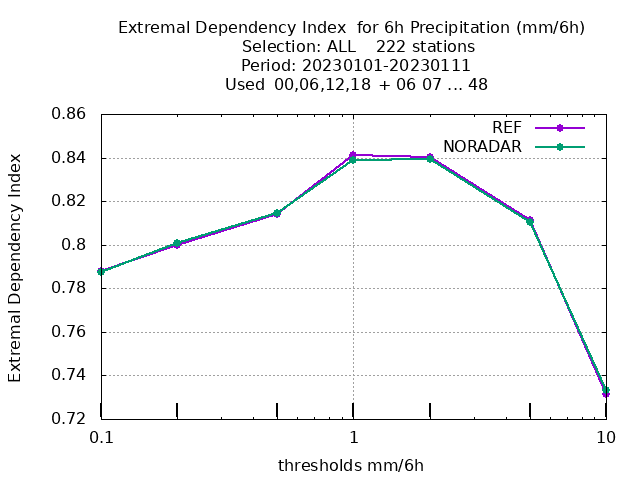 Extremal Dependency Index  for 6h Precipitation (mm/6h)
Selection: ALL    222 stations
Period: 20230101-20230111
Used  00,06,12,18  + 06 07 ... 48
REF
NORADAR
Extremal Dependency Index
0.86
0.84
0.82
0.8
0.78
0.76
0.74
0.72
0.1
1
10
thresholds mm/6h